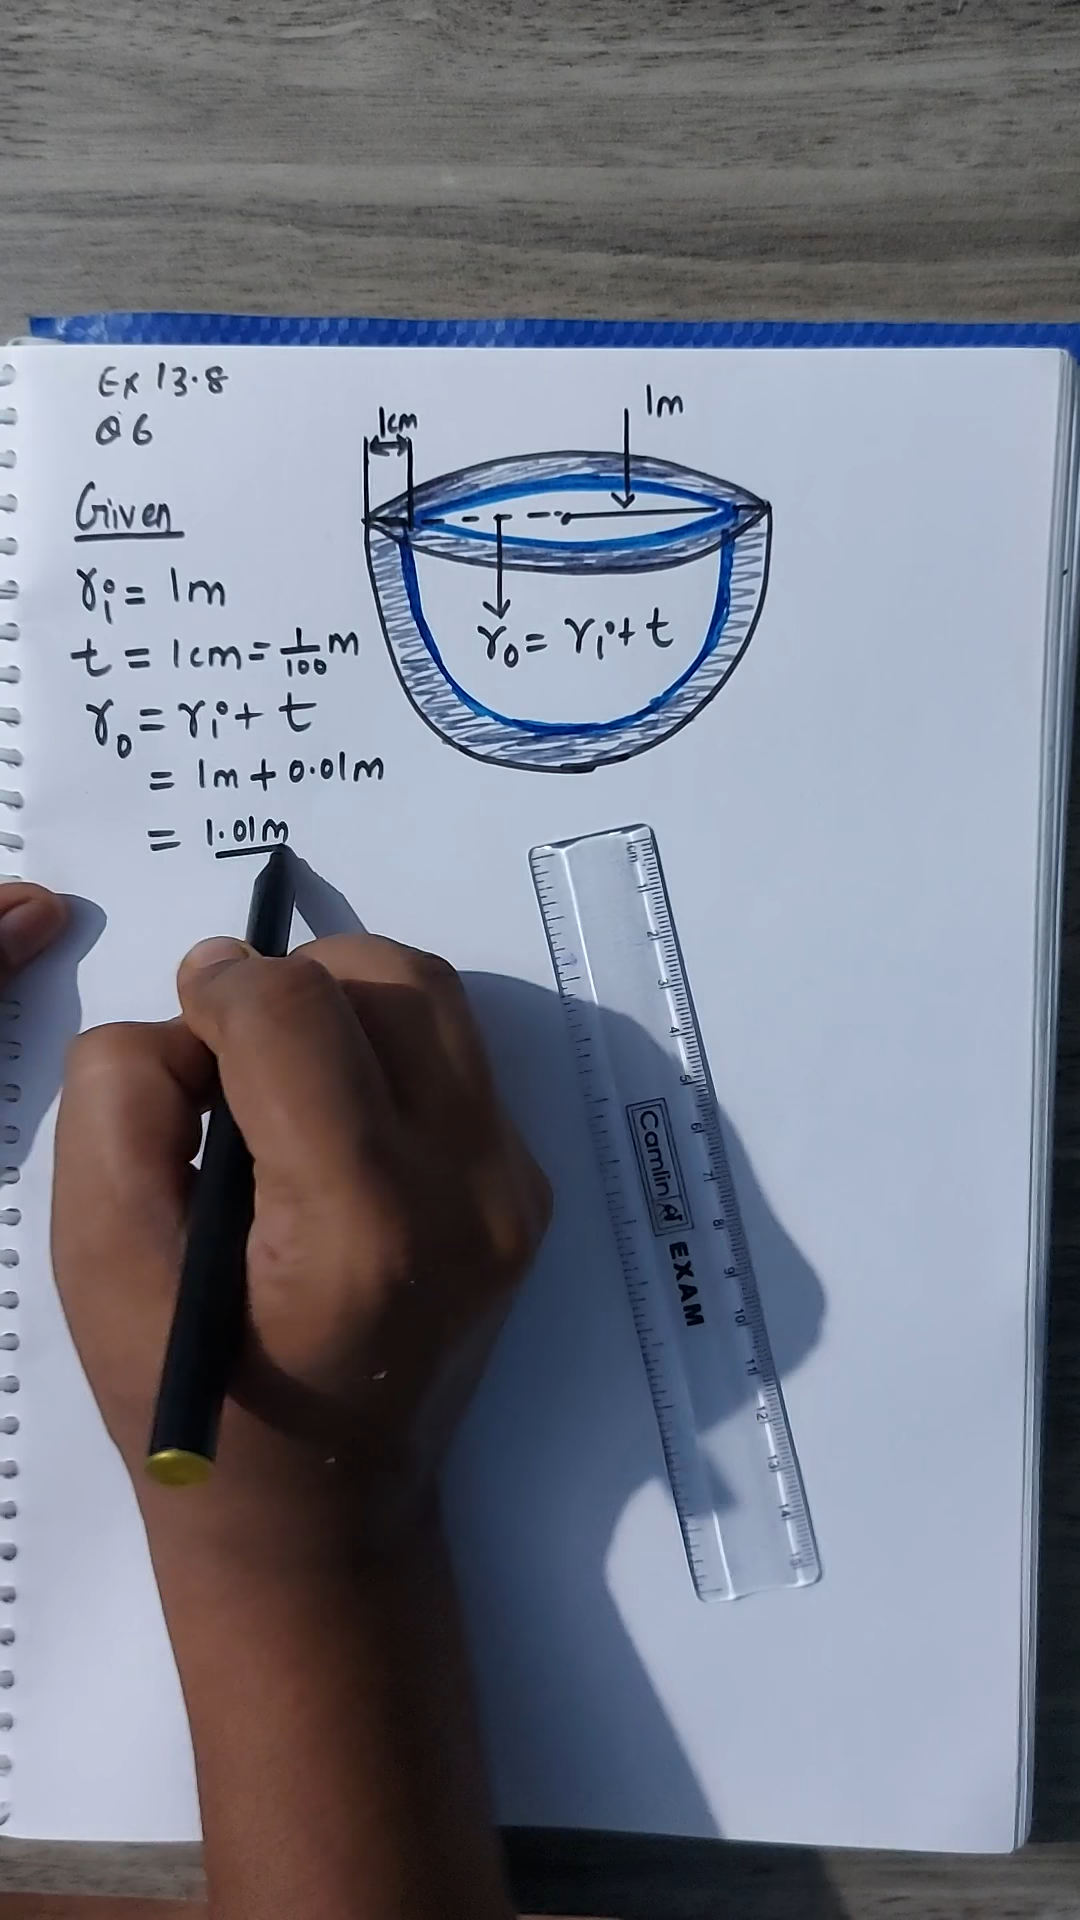 Ex 13.8
Q6
1cm
1m
Given
ri = 1m
t = 1cm = 1/100 m
ro = ri + t
= 1m + 0.01m
= 1.01m
ro = ri + t
cm 1 2 3 4 5 6 7 8 9 10 11 12 13 14 15
Camlin EXAM